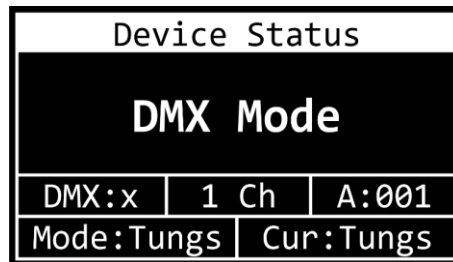 Device Status
DMX Mode
DMX:x 1 Ch A:001
Mode:Tungs Cur:Tungs